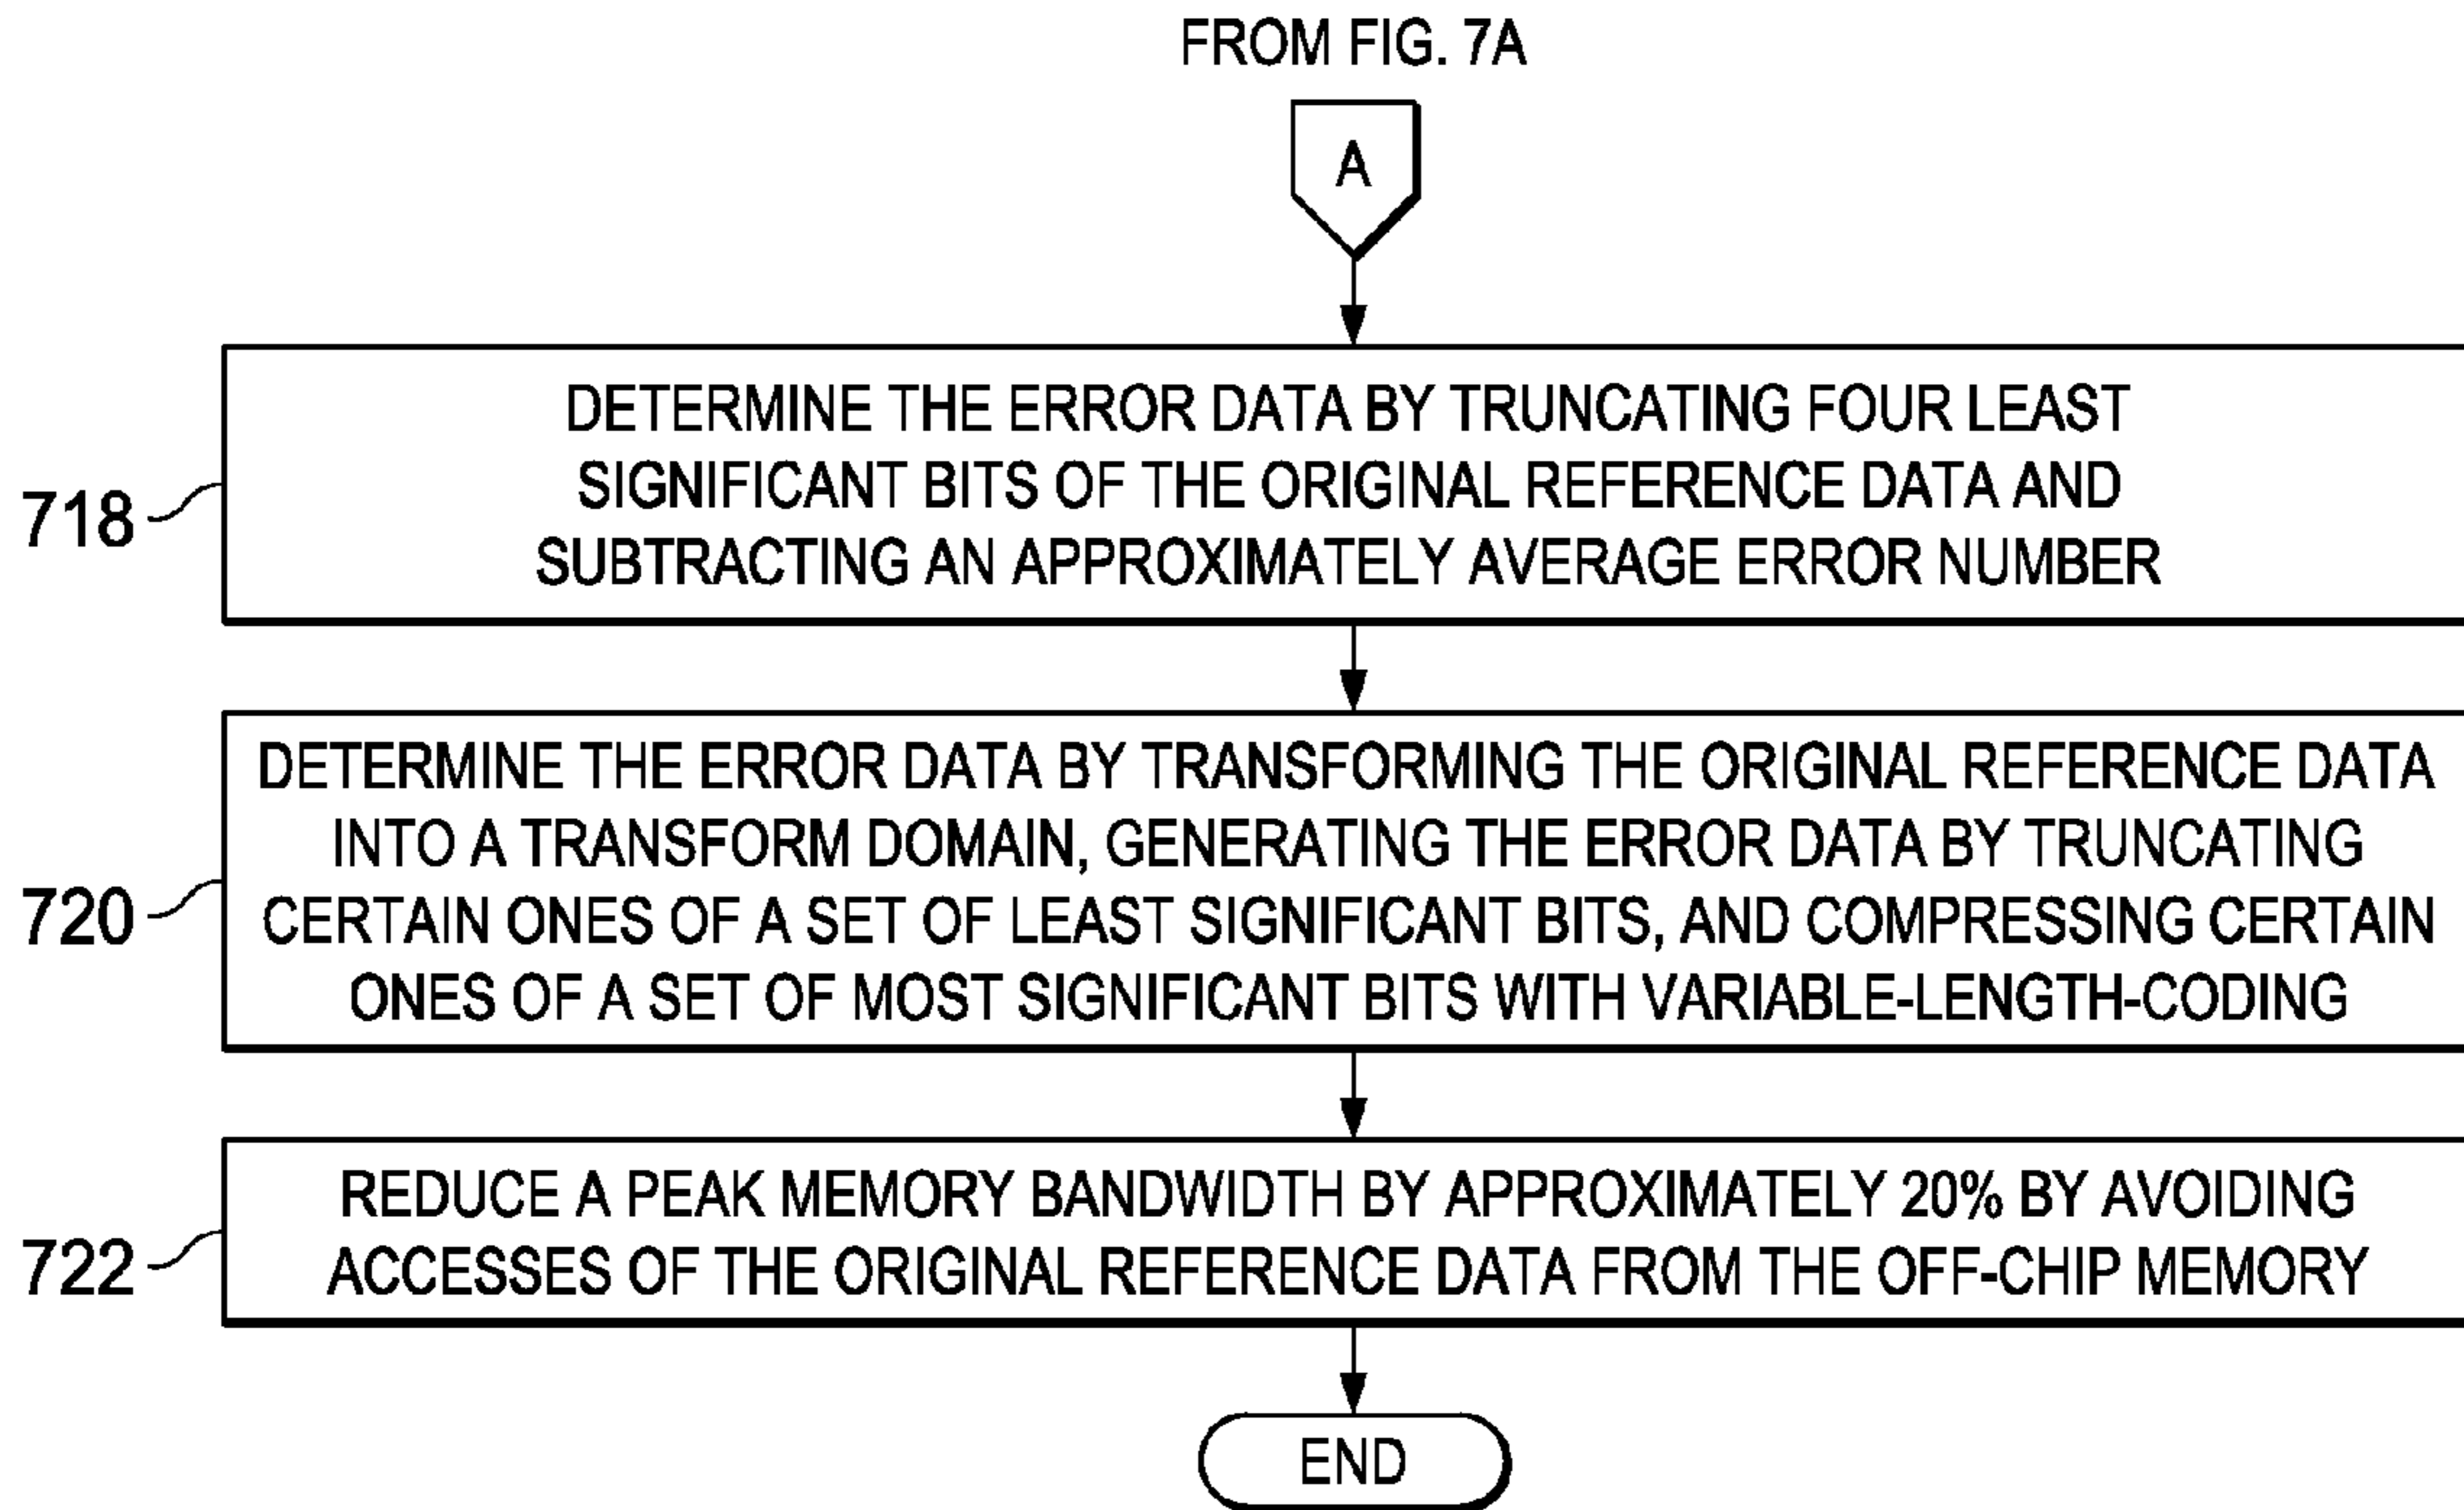 FROM FIG. 7A
A
DETERMINE THE ERROR DATA BY TRUNCATING FOUR LEAST
SIGNIFICANT BITS OF THE ORIGINAL REFERENCE DATA AND
SUBTRACTING AN APPROXIMATELY AVERAGE ERROR NUMBER
718
DETERMINE THE ERROR DATA BY TRANSFORMING THE ORIGINAL REFERENCE DATA
INTO A TRANSFORM DOMAIN, GENERATING THE ERROR DATA BY TRUNCATING
CERTAIN ONES OF A SET OF LEAST SIGNIFICANT BITS, AND COMPRESSING CERTAIN
ONES OF A SET OF MOST SIGNIFICANT BITS WITH VARIABLE-LENGTH-CODING
720
REDUCE A PEAK MEMORY BANDWIDTH BY APPROXIMATELY 20% BY AVOIDING
ACCESSES OF THE ORIGINAL REFERENCE DATA FROM THE OFF-CHIP MEMORY
722
END